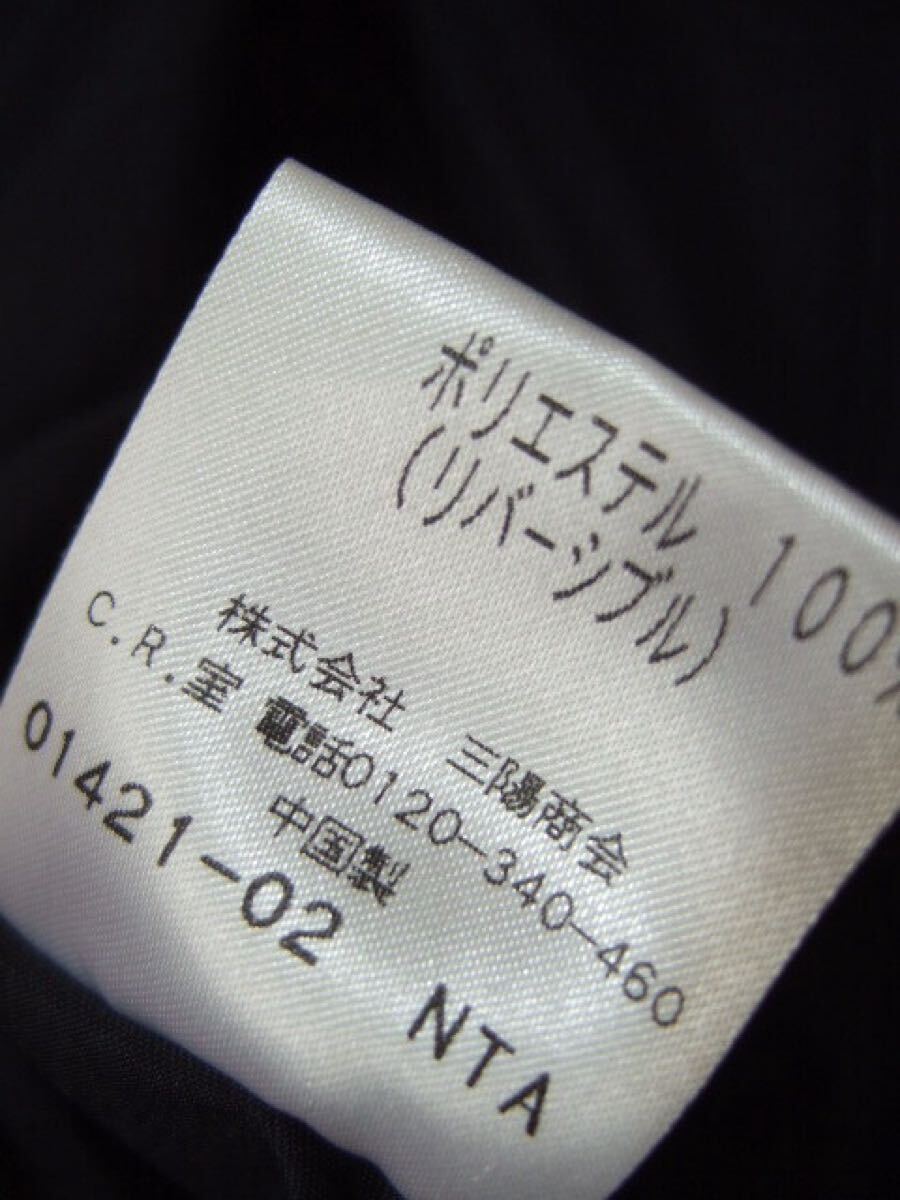 ポリエステル 100%
(リバーシブル)
株式会社 三陽商会
C.R.室 電話0120-340-460
中国製
01421-02 NTA